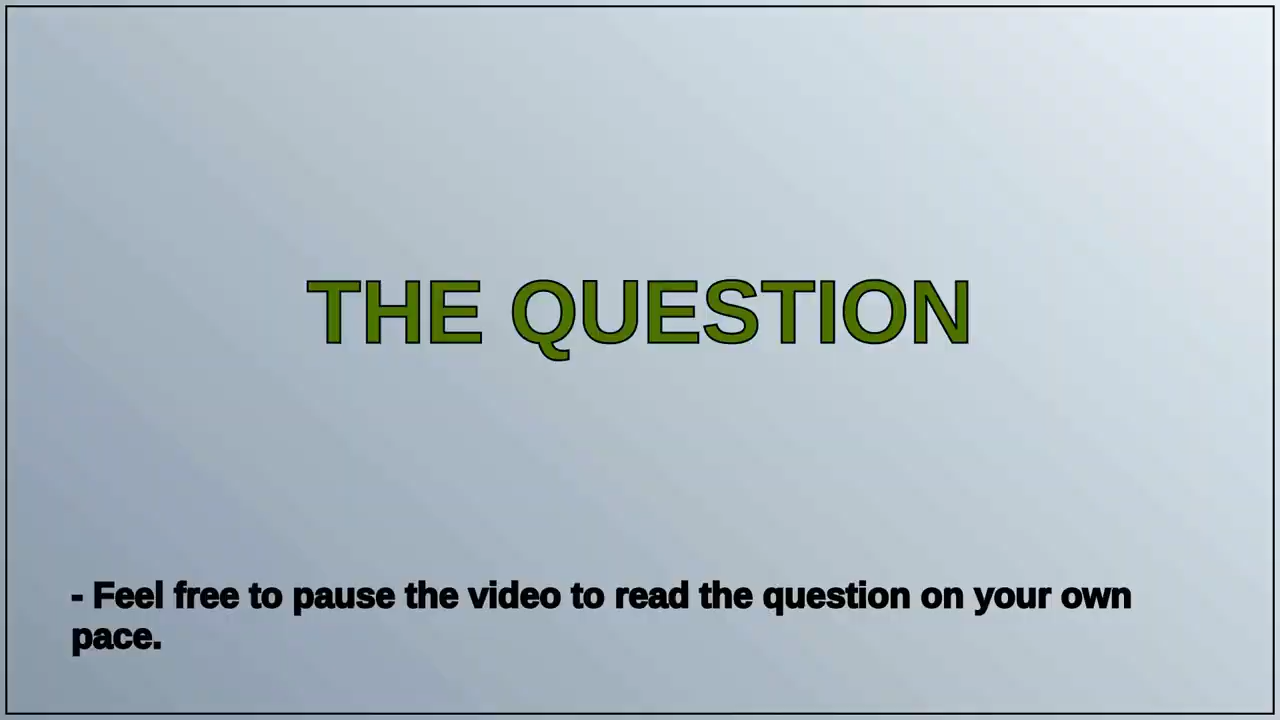 THE QUESTION
- Feel free to pause the video to read the question on your own
pace.